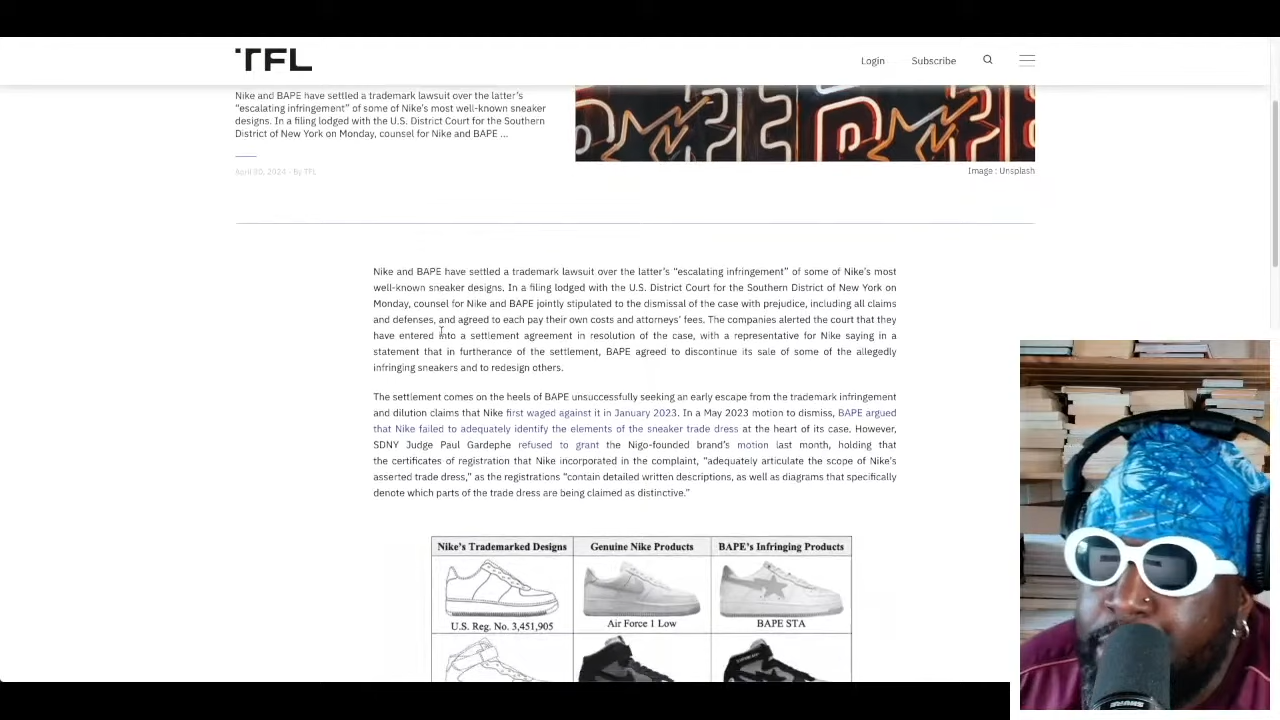 TFL
Login
Subscribe
Nike and BAPE have settled a trademark lawsuit over the latter's
“escalating infringement” of some of Nike's most well-known sneaker
designs. In a filing lodged with the U.S. District Court for the Southern
District of New York on Monday, counsel for Nike and BAPE ...
April 30, 2024 - By TFL
Image : Unsplash
Nike and BAPE have settled a trademark lawsuit over the latter's “escalating infringement” of some of Nike's most
well-known sneaker designs. In a filing lodged with the U.S. District Court for the Southern District of New York on
Monday, counsel for Nike and BAPE jointly stipulated to the dismissal of the case with prejudice, including all claims
and defenses, and agreed to each pay their own costs and attorneys' fees. The companies alerted the court that they
have entered into a settlement agreement in resolution of the case, with a representative for Nike saying in a
statement that in furtherance of the settlement, BAPE agreed to discontinue its sale of some of the allegedly
infringing sneakers and to redesign others.
The settlement comes on the heels of BAPE unsuccessfully seeking an early escape from the trademark infringement
and dilution claims that Nike first waged against it in January 2023. In a May 2023 motion to dismiss, BAPE argued
that Nike failed to adequately identify the elements of the sneaker trade dress at the heart of its case. However,
SDNY Judge Paul Gardephe refused to grant the Nigo-founded brand's motion last month, holding that
the certificates of registration that Nike incorporated in the complaint, “adequately articulate the scope of Nike's
asserted trade dress,” as the registrations “contain detailed written descriptions, as well as diagrams that specifically
denote which parts of the trade dress are being claimed as distinctive.”
Nike's Trademarked Designs
Genuine Nike Products
BAPE's Infringing Products
U.S. Reg. No. 3,451,905
Air Force 1 Low
BAPE STA
SHURE